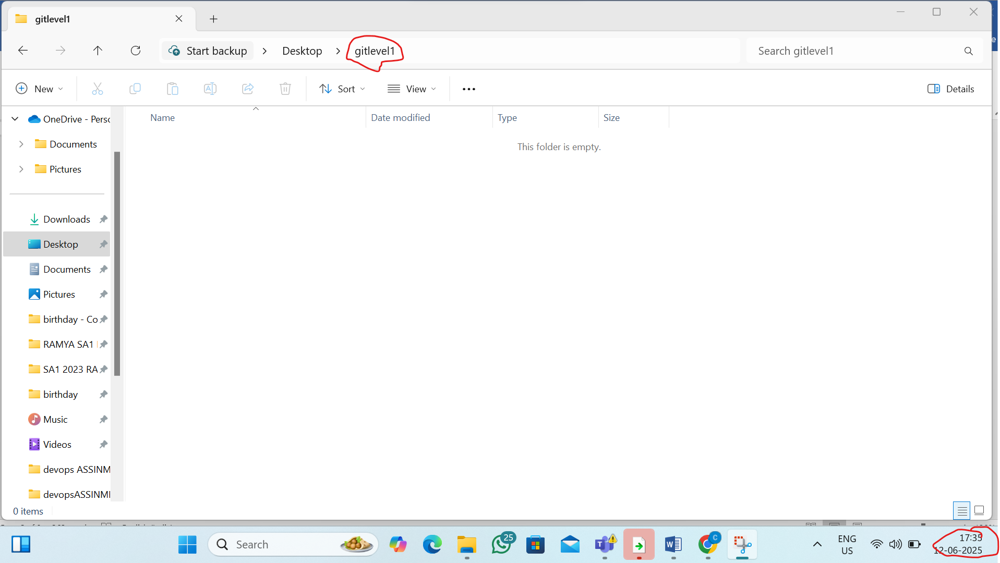 gitlevel1
Start backup > Desktop > gitlevel1
Search gitlevel1
New
Sort
View
Details
Name
Date modified
Type
Size
This folder is empty.
OneDrive - Perso
Documents
Pictures
Downloads
Desktop
Documents
Pictures
birthday - Co
RAMYA SA1
SA1 2023 RA
birthday
Music
Videos
devops ASSINM
devopsASSINM
0 items
Search
25
ENG
US
17:35
12-06-2025